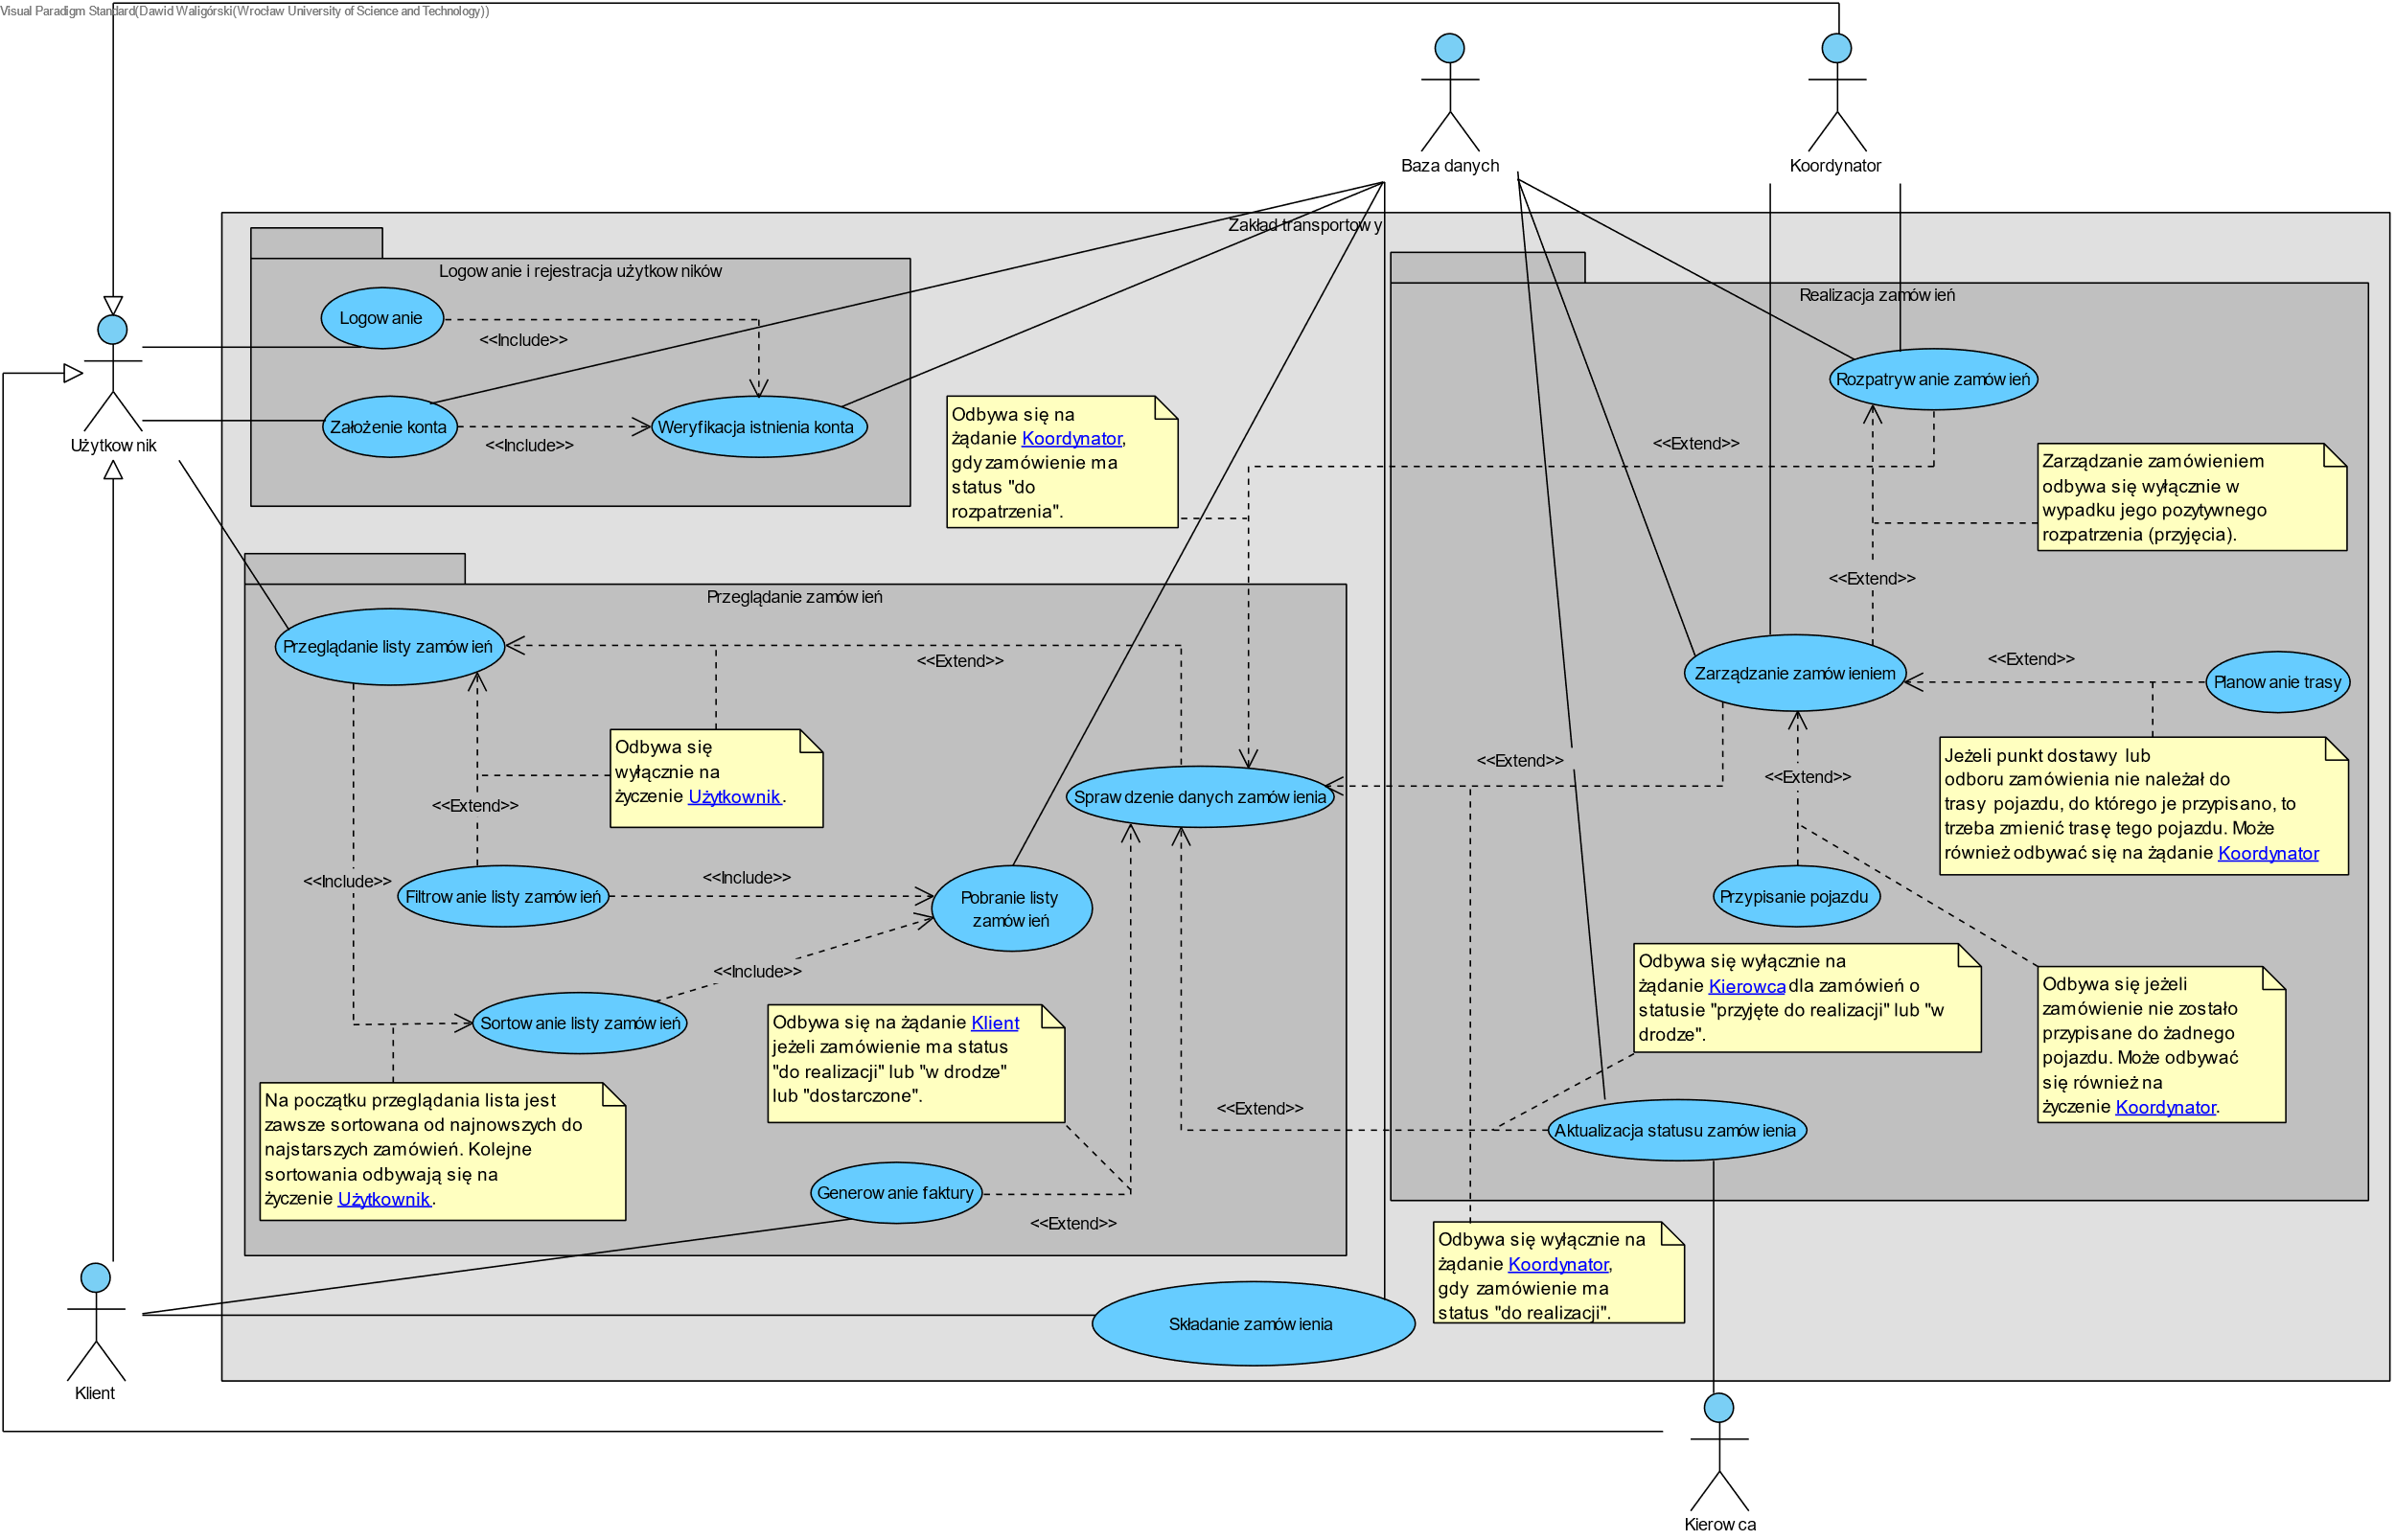 Visual Paradigm Standard(Dawid Waligórski(Wrocław University of Science and Technology))
Baza danych
Koordynator
Zakład transportowy
Logowanie i rejestracja użytkowników
Realizacja zamówień
Logowanie
<<Include>>
Rozpatrywanie zamówień
Założenie konta
<<Include>>
Weryfikacja istnienia konta
Użytkownik
Odbywa się na
żądanie Koordynator,
gdy zamówienie ma
status "do
rozpatrzenia".
<<Extend>>
Zarządzanie zamówieniem
odbywa się wyłącznie w
wypadku jego pozytywnego
rozpatrzenia (przyjęcia).
<<Extend>>
Przeglądanie zamówień
Przeglądanie listy zamówień
<<Extend>>
Zarządzanie zamówieniem
<<Extend>>
Planowanie trasy
Odbywa się
wyłącznie na
życzenie Użytkownik.
<<Extend>>
<<Extend>>
<<Extend>>
Sprawdzenie danych zamówienia
Jeżeli punkt dostawy lub
odboru zamówienia nie należał do
trasy pojazdu, do którego je przypisano, to
trzeba zmienić trasę tego pojazdu. Może
również odbywać się na żądanie Koordynator
<<Include>>
Filtrowanie listy zamówień
<<Include>>
Pobranie listy
zamówień
Przypisanie pojazdu
<<Include>>
Sortowanie listy zamówień
Odbywa się wyłącznie na
żądanie Kierowca dla zamówień o
statusie "przyjęte do realizacji" lub "w
drodze".
Odbywa się jeżeli
zamówienie nie zostało
przypisane do żadnego
pojazdu. Może odbywać
się również na
życzenie Koordynator.
Odbywa się na żądanie Klient
jeżeli zamówienie ma status
"do realizacji" lub "w drodze"
lub "dostarczone".
Na początku przeglądania lista jest
zawsze sortowana od najnowszych do
najstarszych zamówień. Kolejne
sortowania odbywają się na
życzenie Użytkownik.
<<Extend>>
Aktualizacja statusu zamówienia
Generowanie faktury
<<Extend>>
Odbywa się wyłącznie na
żądanie Koordynator,
gdy zamówienie ma
status "do realizacji".
Składanie zamówienia
Klient
Kierowca